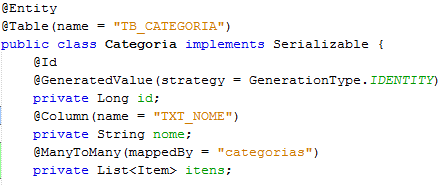 @Entity
@Table(name = "TB_CATEGORIA")
public class Categoria implements Serializable {
    @Id
    @GeneratedValue(strategy = GenerationType.IDENTITY)
    private Long id;
    @Column(name = "TXT_NOME")
    private String nome;
    @ManyToMany(mappedBy = "categorias")
    private List<Item> itens;